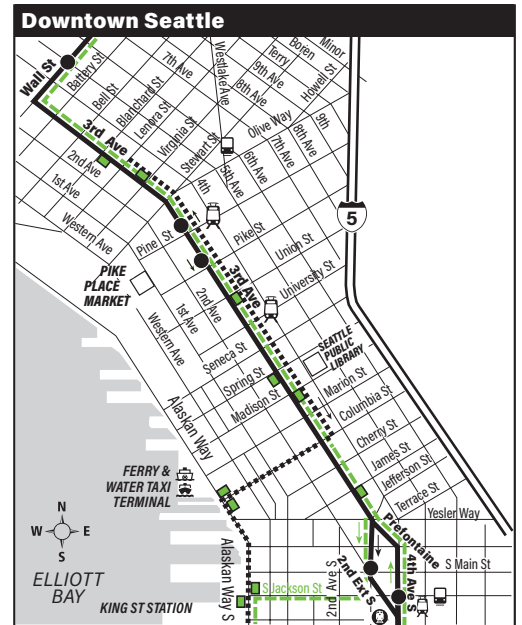 Downtown Seattle
Wall St
Battery St
Bell St
Blanchard St
Lenora St
Virginia St
Stewart St
7th Ave
Westlake Ave
8th Ave
9th Ave
Terry
Boren
Minor
Howell St
Olive Way
9th
8th Ave
7th Ave
6th Ave
5th Ave
4th
3rd Ave
2nd Ave
1st Ave
Western Ave
Pine St
Pike St
5
PIKE
PLACE
MARKET
3rd Ave
Union St
University St
2nd Ave
1st Ave
Western Ave
Seneca St
Spring St
Madison St
SEATTLE
PUBLIC
LIBRARY
Marion St
Columbia St
Cherry St
James St
Jefferson St
Terrace St
Alaskan Way
FERRY &
WATER TAXI
TERMINAL
Yesler Way
Prefontaine
N
W
E
S
ELLIOTT
BAY
Alaskan Way S
S Jackson St
2nd Ave S
2nd Ext S
4th Ave S
S Main St
KING ST STATION